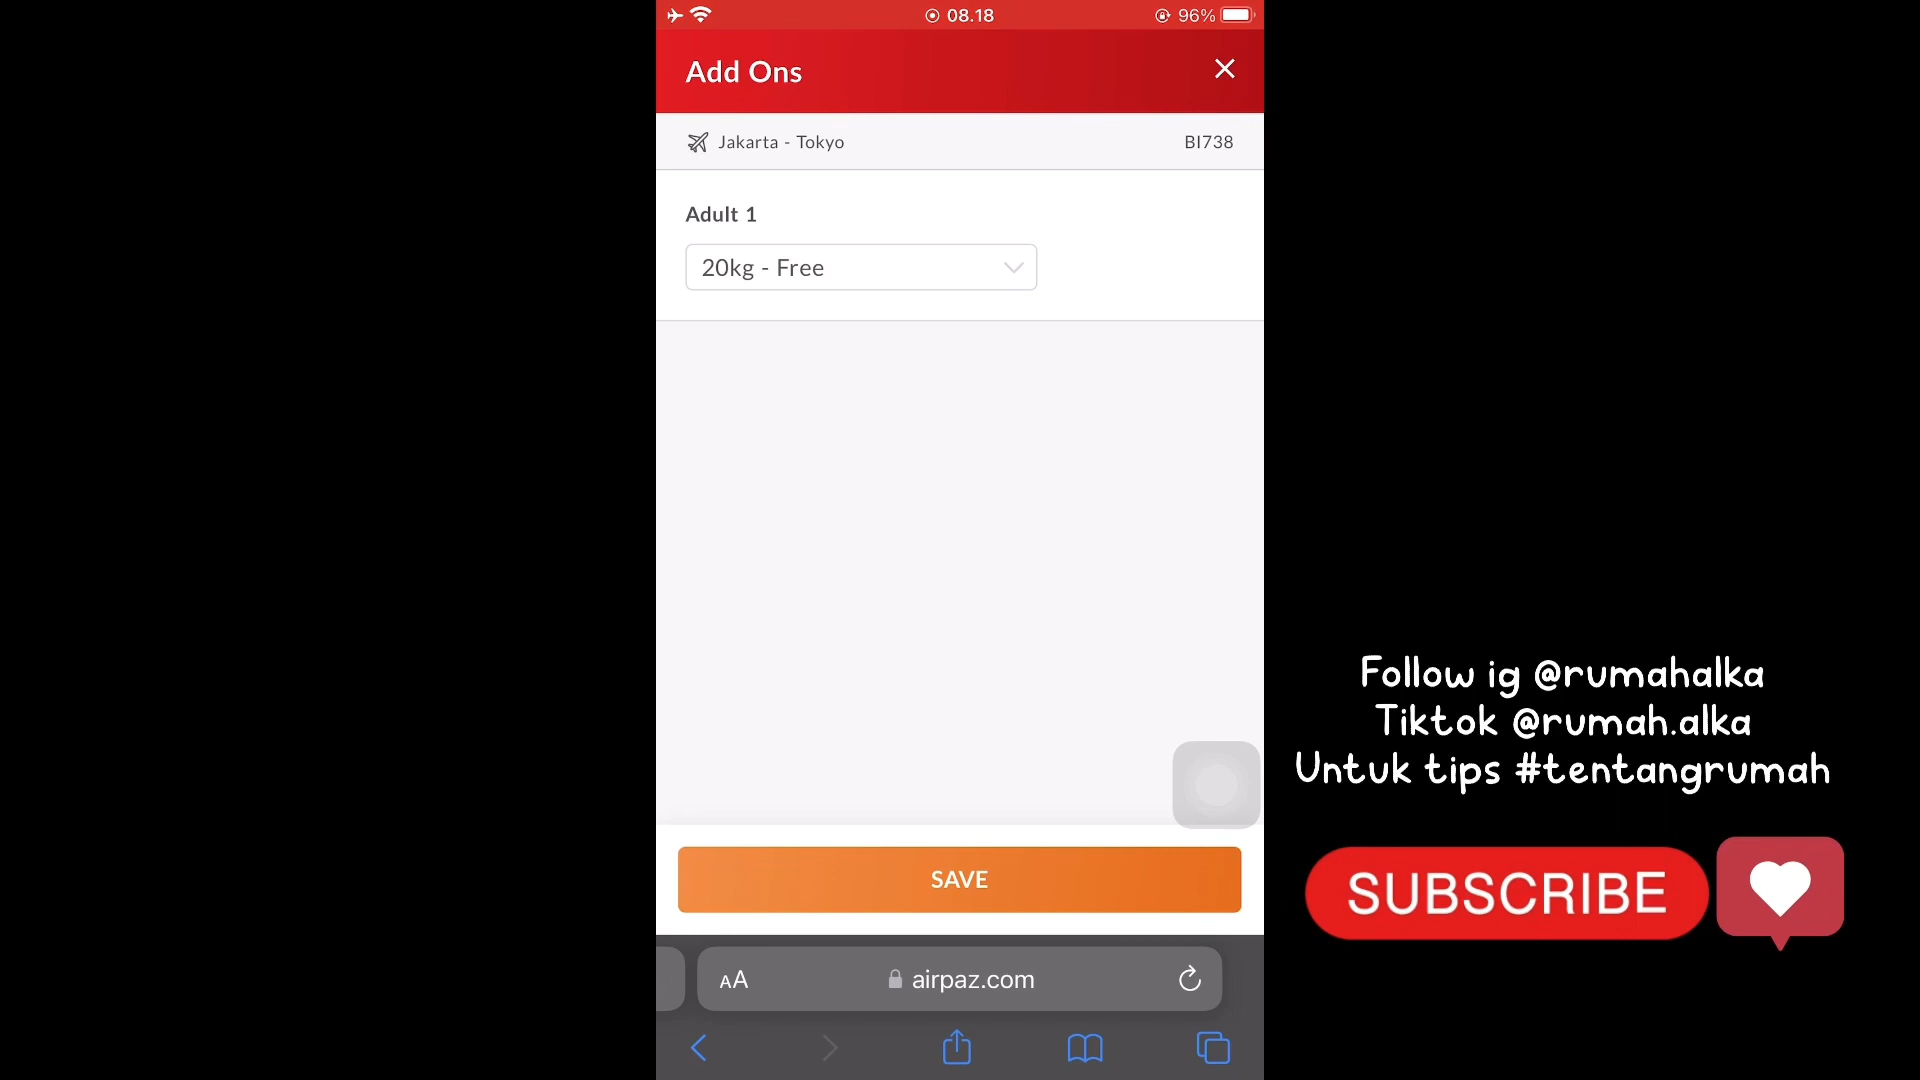 08.18
96%
Add Ons
Jakarta - Tokyo
BI738
Adult 1
20kg - Free
SAVE
AA
airpaz.com
Follow ig @rumahalka
Tiktok @rumah.alka
Untuk tips #tentangrumah
SUBSCRIBE